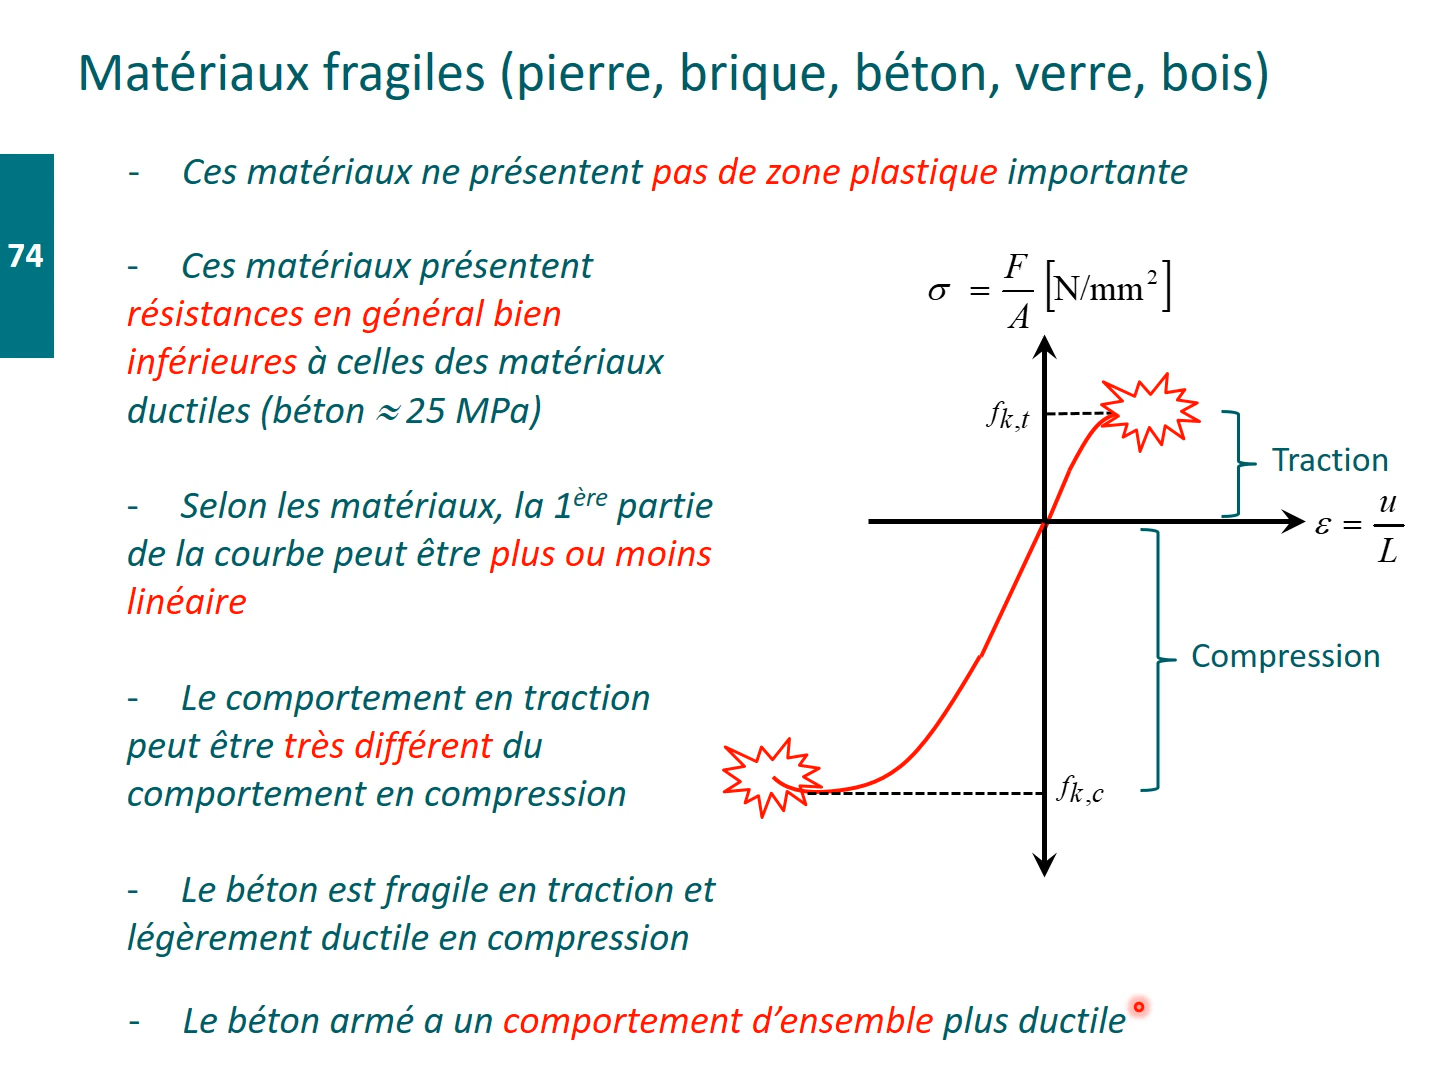 Matériaux fragiles (pierre, brique, béton, verre, bois)
74
- Ces matériaux ne présentent pas de zone plastique importante
- Ces matériaux présentent
résistances en général bien
inférieures à celles des matériaux
ductiles (béton ≈ 25 MPa)
- Selon les matériaux, la 1ère partie
de la courbe peut être plus ou moins
linéaire
- Le comportement en traction
peut être très différent du
comportement en compression
- Le béton est fragile en traction et
légèrement ductile en compression
- Le béton armé a un comportement d’ensemble plus ductile
σ = F/A [N/mm²]
fk,t
Traction
ε = u/L
Compression
fk,c